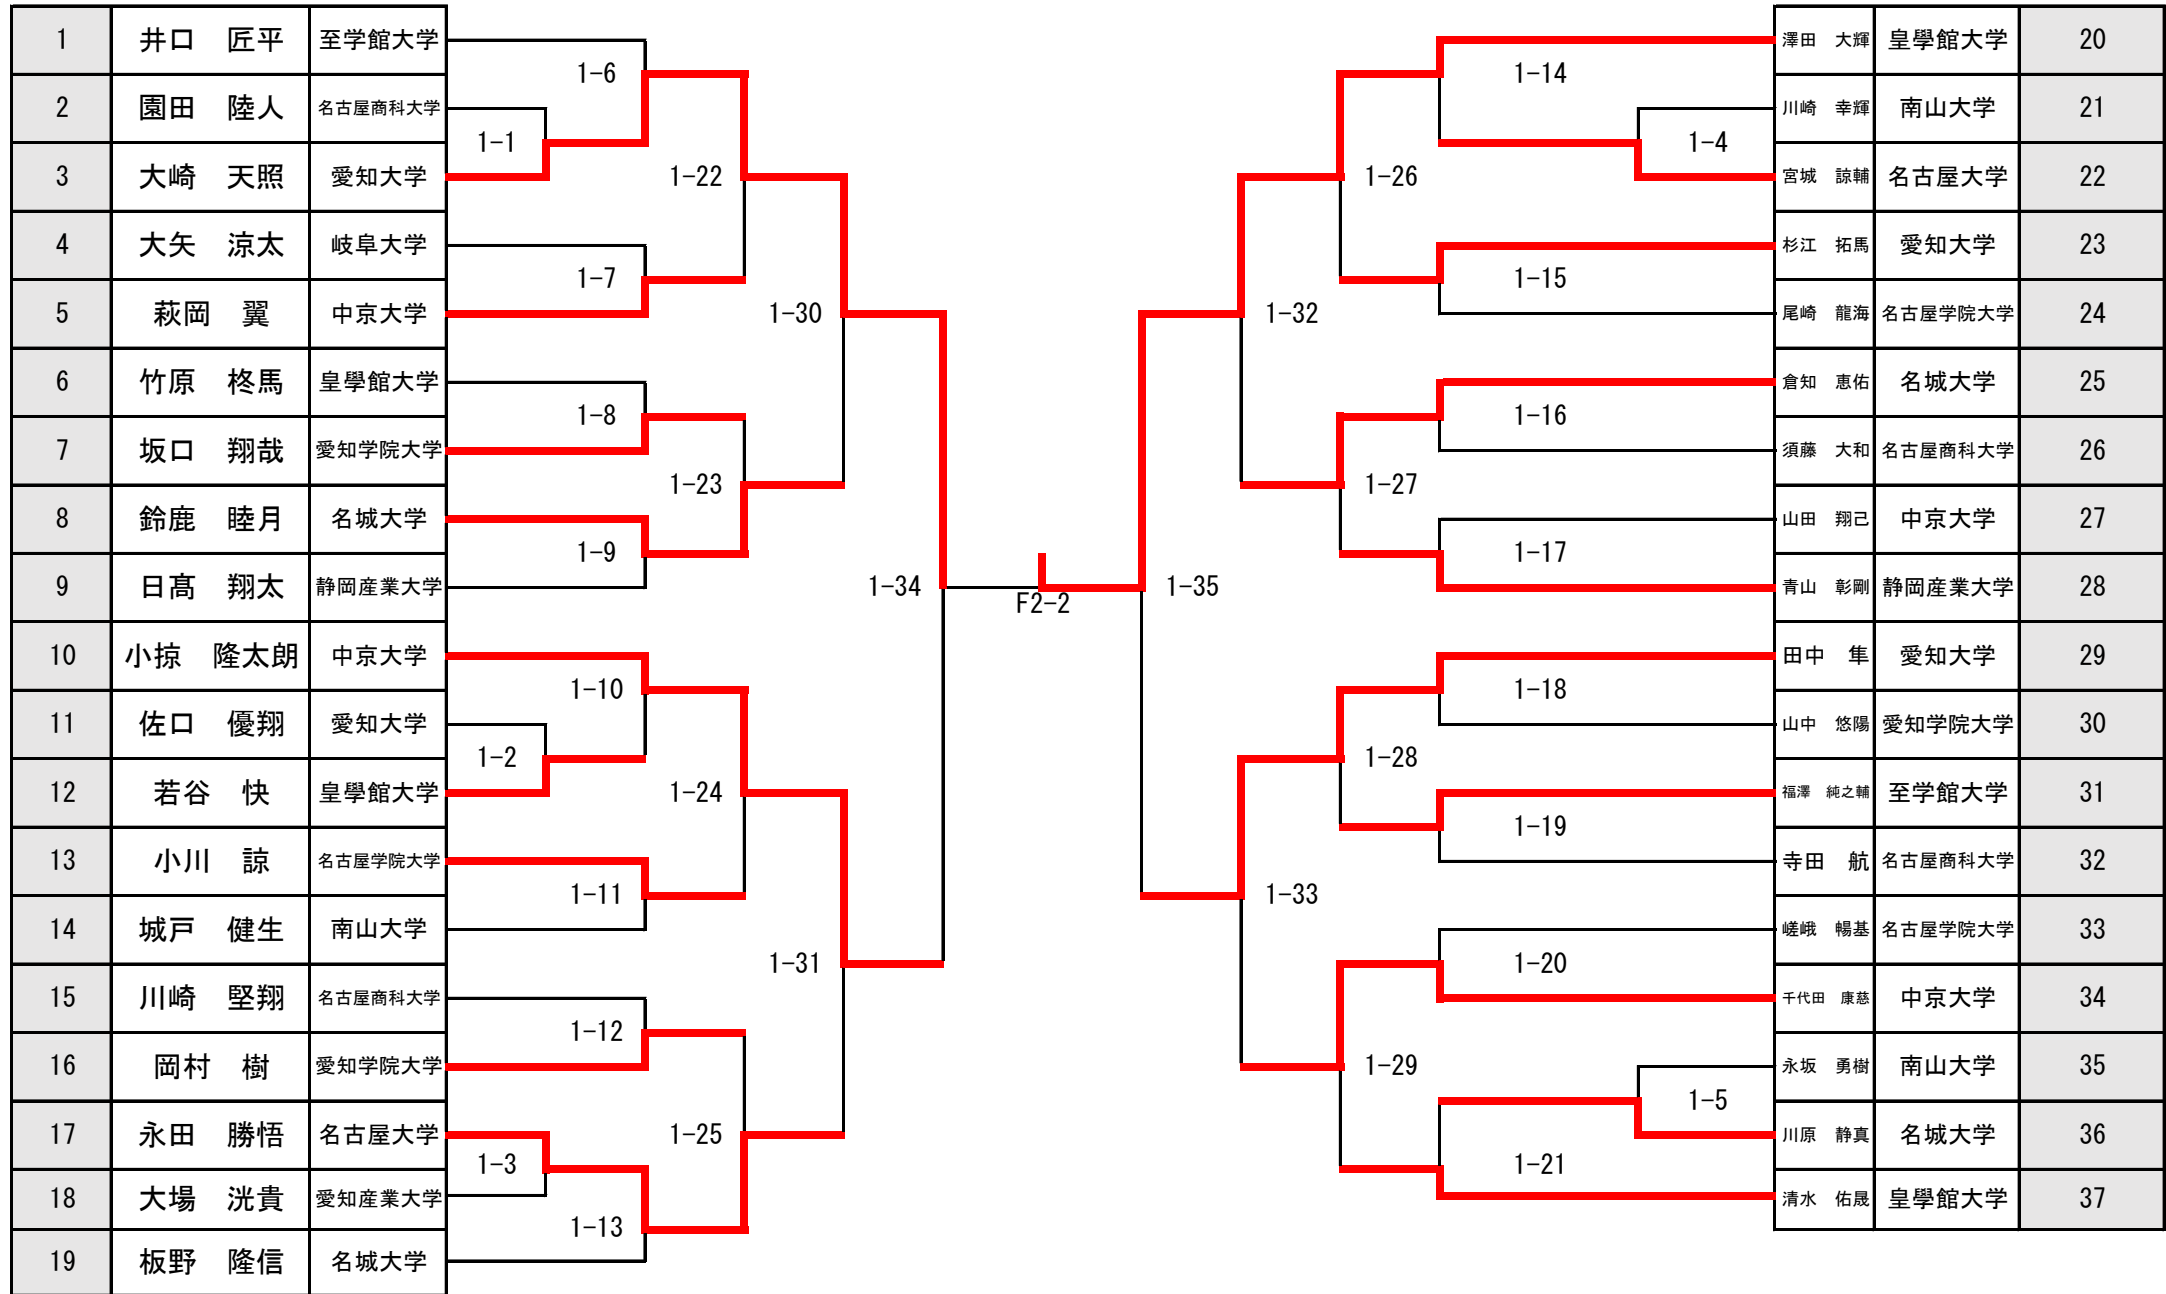 1 井口 匠平 至学館大学
2 園田 陸人 名古屋商科大学
3 大崎 天照 愛知大学
4 大矢 涼太 岐阜大学
5 萩岡 翼 中京大学
6 竹原 柊馬 皇學館大学
7 坂口 翔哉 愛知学院大学
8 鈴鹿 睦月 名城大学
9 日髙 翔太 静岡産業大学
10 小掠 隆太朗 中京大学
11 佐口 優翔 愛知大学
12 若谷 快 皇學館大学
13 小川 諒 名古屋学院大学
14 城戸 健生 南山大学
15 川崎 堅翔 名古屋商科大学
16 岡村 樹 愛知学院大学
17 永田 勝悟 名古屋大学
18 大場 洸貴 愛知産業大学
19 板野 隆信 名城大学
1-1
1-2
1-3
1-6
1-7
1-8
1-9
1-10
1-11
1-12
1-13
1-22
1-23
1-24
1-25
1-30
1-31
1-34
F2-2
1-35
1-32
1-33
1-26
1-27
1-28
1-29
1-14
1-15
1-16
1-17
1-18
1-19
1-20
1-21
1-4
1-5
澤田 大輝 皇學館大学 20
川崎 幸輝 南山大学 21
宮城 諒輔 名古屋大学 22
杉江 拓馬 愛知大学 23
尾崎 龍海 名古屋学院大学 24
倉知 恵佑 名城大学 25
須藤 大和 名古屋商科大学 26
山田 翔己 中京大学 27
青山 彰剛 静岡産業大学 28
田中 隼 愛知大学 29
山中 悠陽 愛知学院大学 30
福澤 純之輔 至学館大学 31
寺田 航 名古屋商科大学 32
嵯峨 暢基 名古屋学院大学 33
千代田 康慈 中京大学 34
永坂 勇樹 南山大学 35
川原 静真 名城大学 36
清水 佑晟 皇學館大学 37